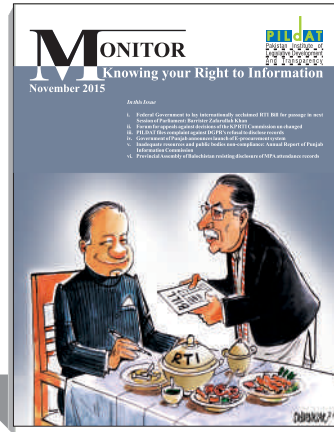 PILDAT
Pakistan Institute of
Legislative Development
And Transparency
MONITOR
Knowing your Right to Information
November 2015
In this Issue
i. Federal Government to lay internationally acclaimed RTI Bill for passage in next
Session of Parliament: Barrister Zafarullah Khan
ii. Forum for appeals against decisions of the KP RTI Commission un changed
iii. PILDAT files complaint against DGPR's refusal to disclose records
iv. Government of Punjab announces launch of E-procurement system
v. Inadequate resources and public bodies non-compliance: Annual Report of Punjab
Information Commission
vi. Provincial Assembly of Balochistan resisting disclosure of MPA attendance records
RTI